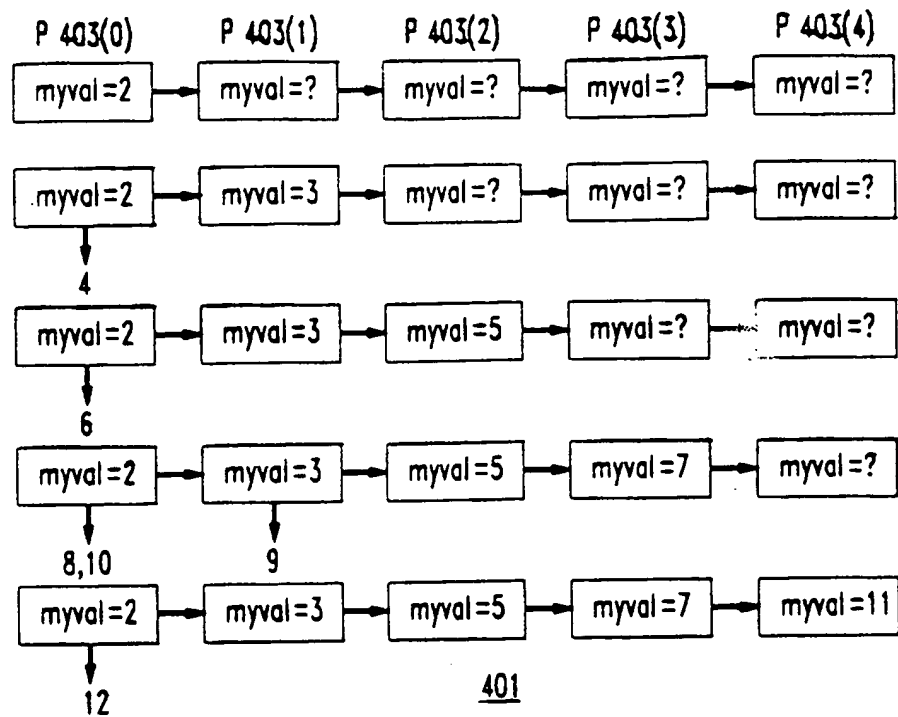 P 403(0) P 403(1) P 403(2) P 403(3) P 403(4)
myval=2 myval=? myval=? myval=? myval=?
myval=2 myval=3 myval=? myval=? myval=?
4
myval=2 myval=3 myval=5 myval=? myval=?
6
myval=2 myval=3 myval=5 myval=7 myval=?
8,10 9
myval=2 myval=3 myval=5 myval=7 myval=11
12 401